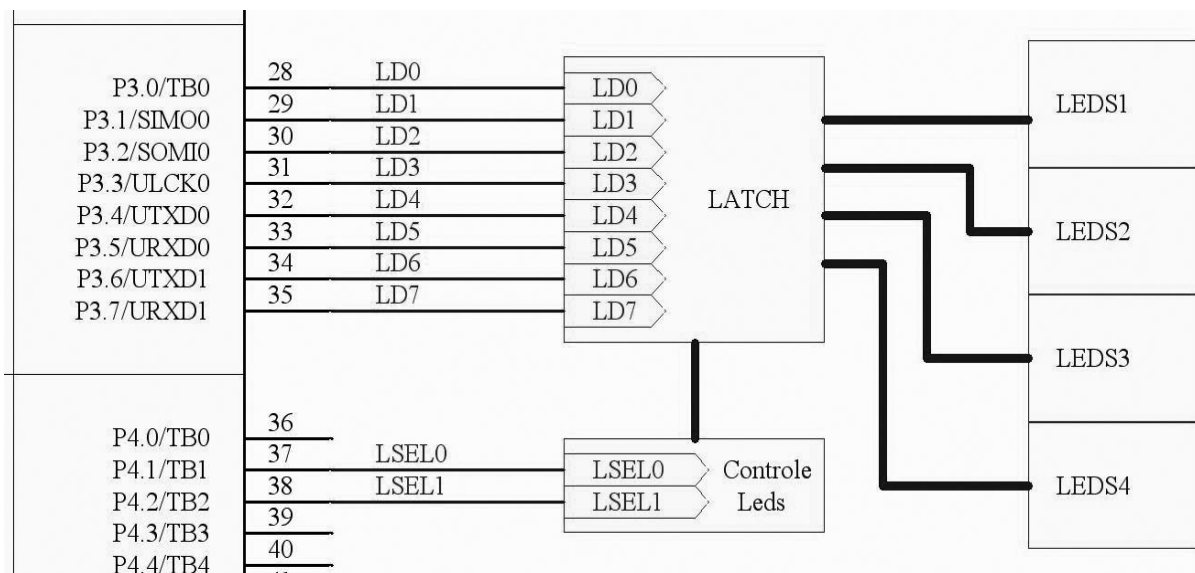 P3.0/TB0 28 LD0 LD0
P3.1/SIMO0 29 LD1 LD1
P3.2/SOMI0 30 LD2 LD2
P3.3/ULCK0 31 LD3 LD3
P3.4/UTXD0 32 LD4 LD4
P3.5/URXD0 33 LD5 LD5
P3.6/UTXD1 34 LD6 LD6
P3.7/URXD1 35 LD7 LD7
LATCH
LEDS1
LEDS2
LEDS3
LEDS4
P4.0/TB0 36
P4.1/TB1 37 LSEL0 LSEL0
P4.2/TB2 38 LSEL1 LSEL1
P4.3/TB3 39
P4.4/TB4 40
Controle
Leds